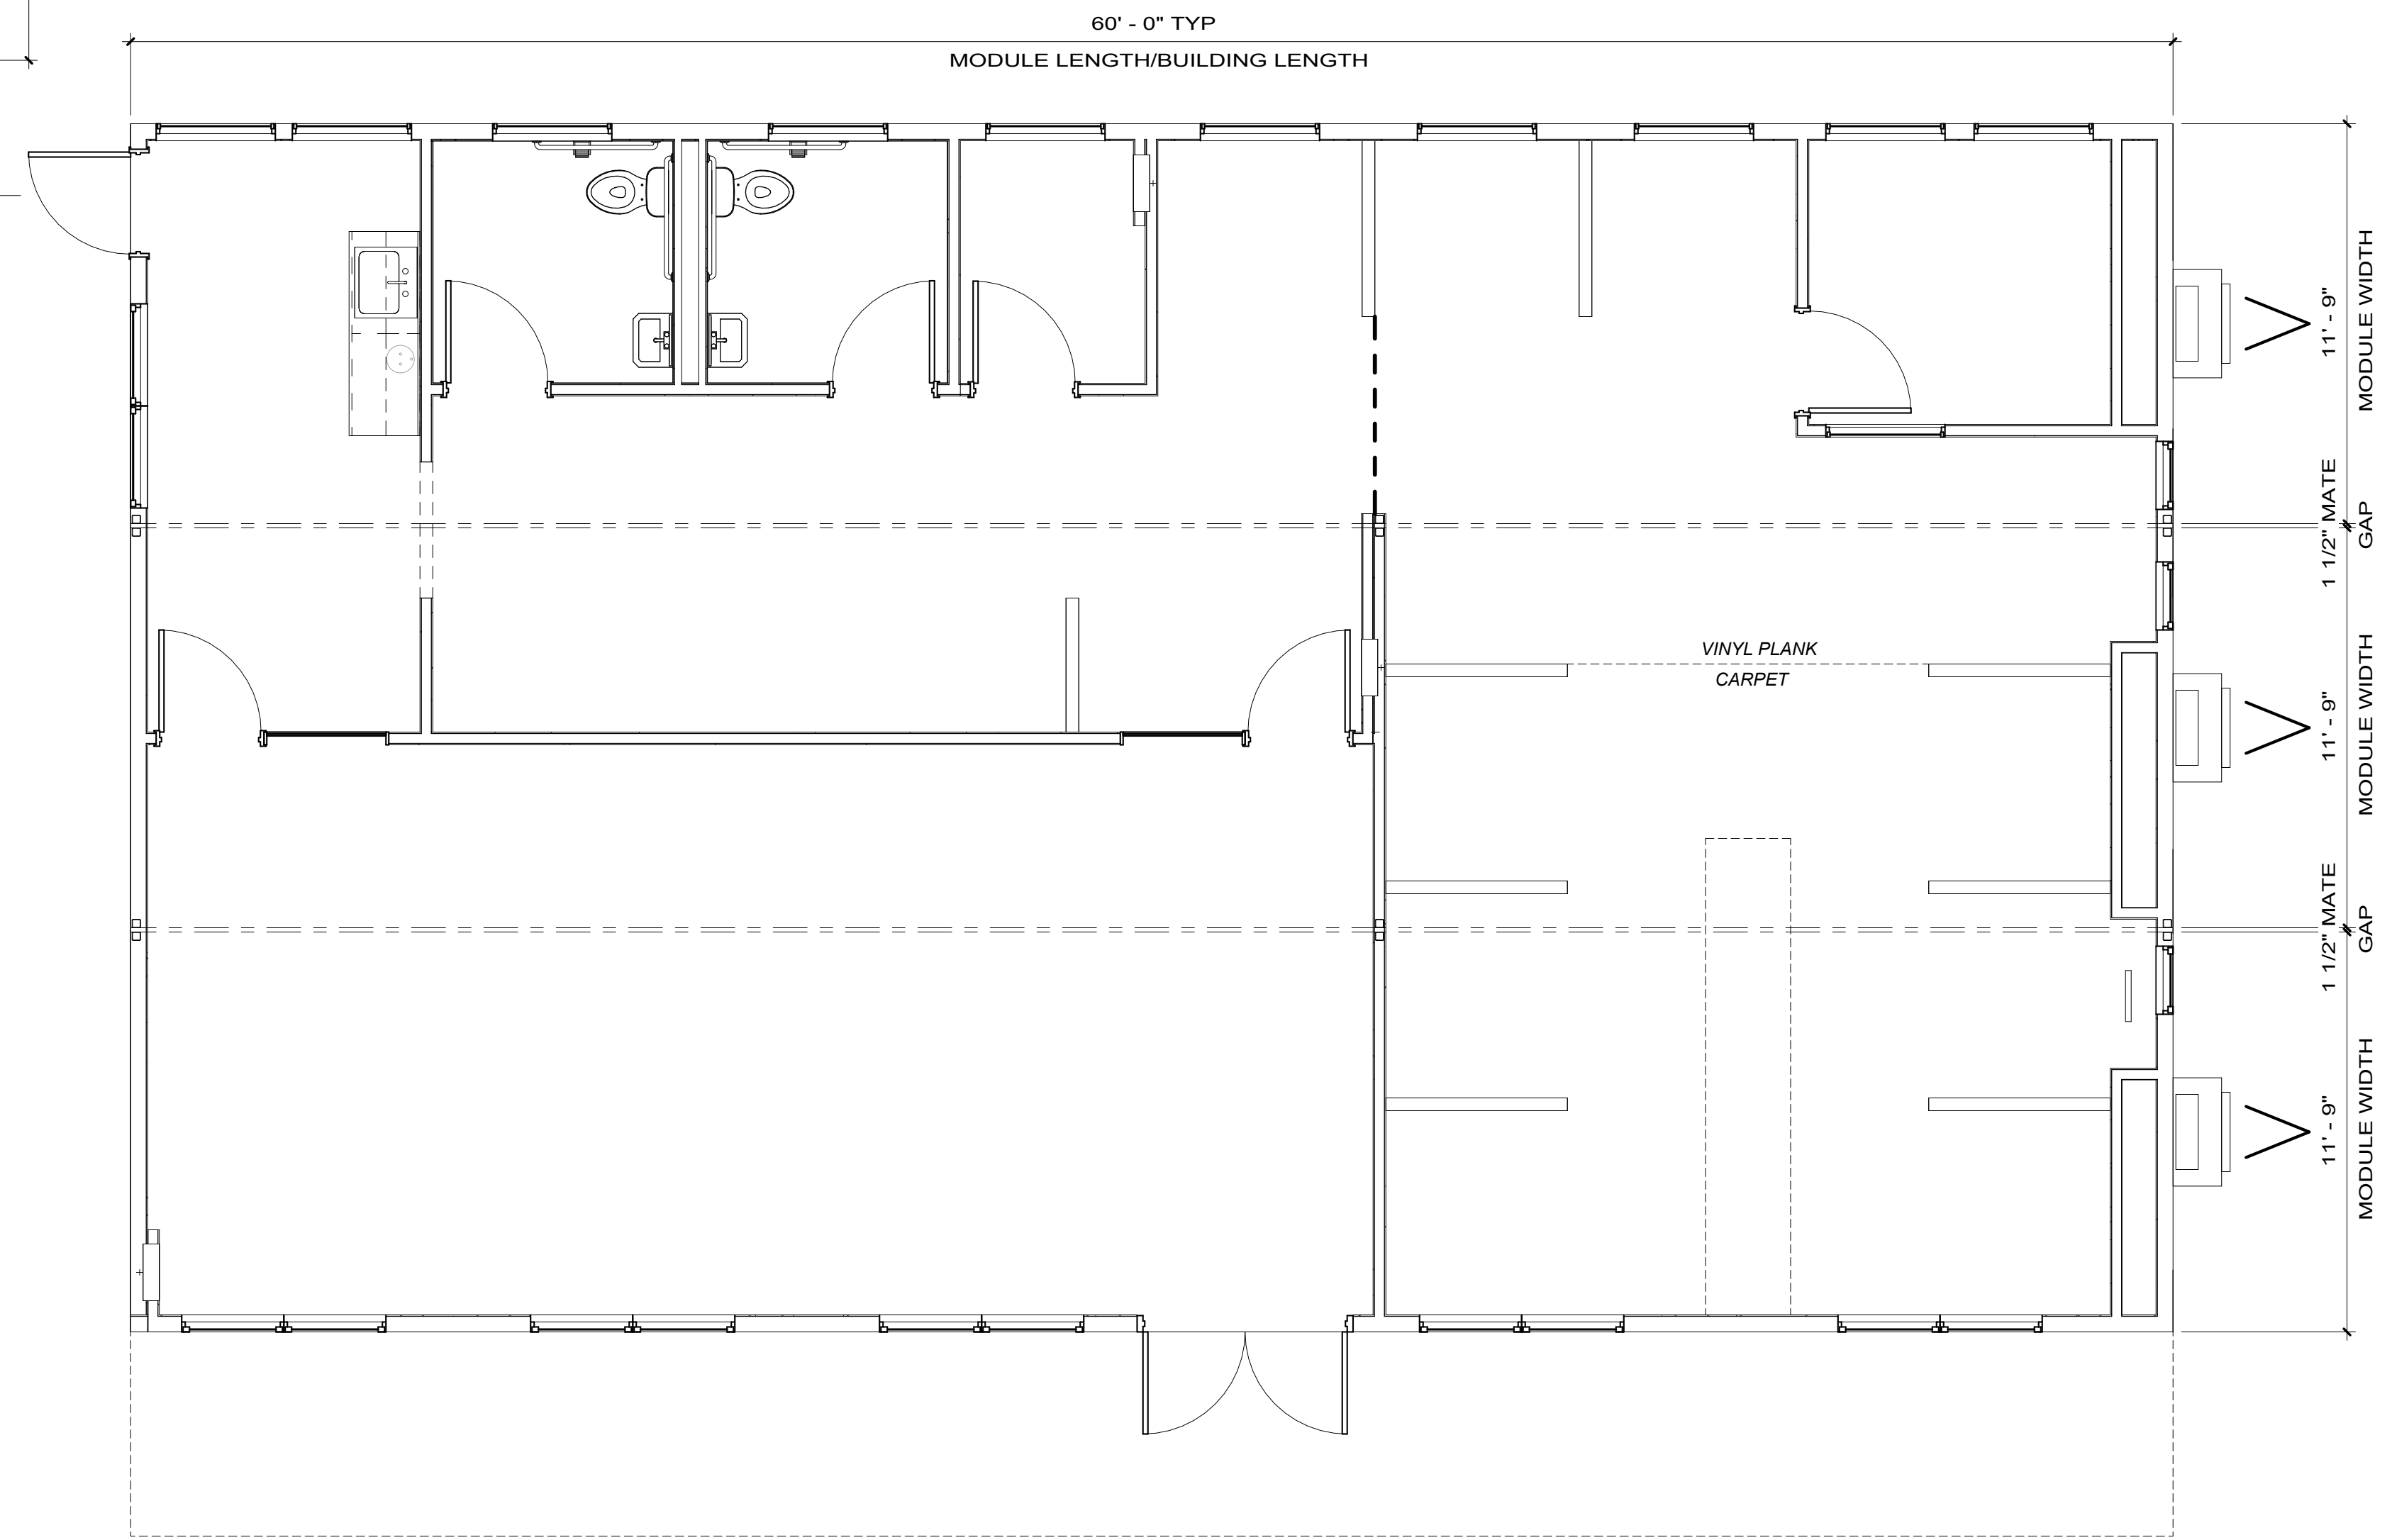 60' - 0" TYP
MODULE LENGTH/BUILDING LENGTH
11' - 9"
MODULE WIDTH
1 1/2" MATE
GAP
11' - 9"
MODULE WIDTH
VINYL PLANK
CARPET
1 1/2" MATE
GAP
11' - 9"
MODULE WIDTH